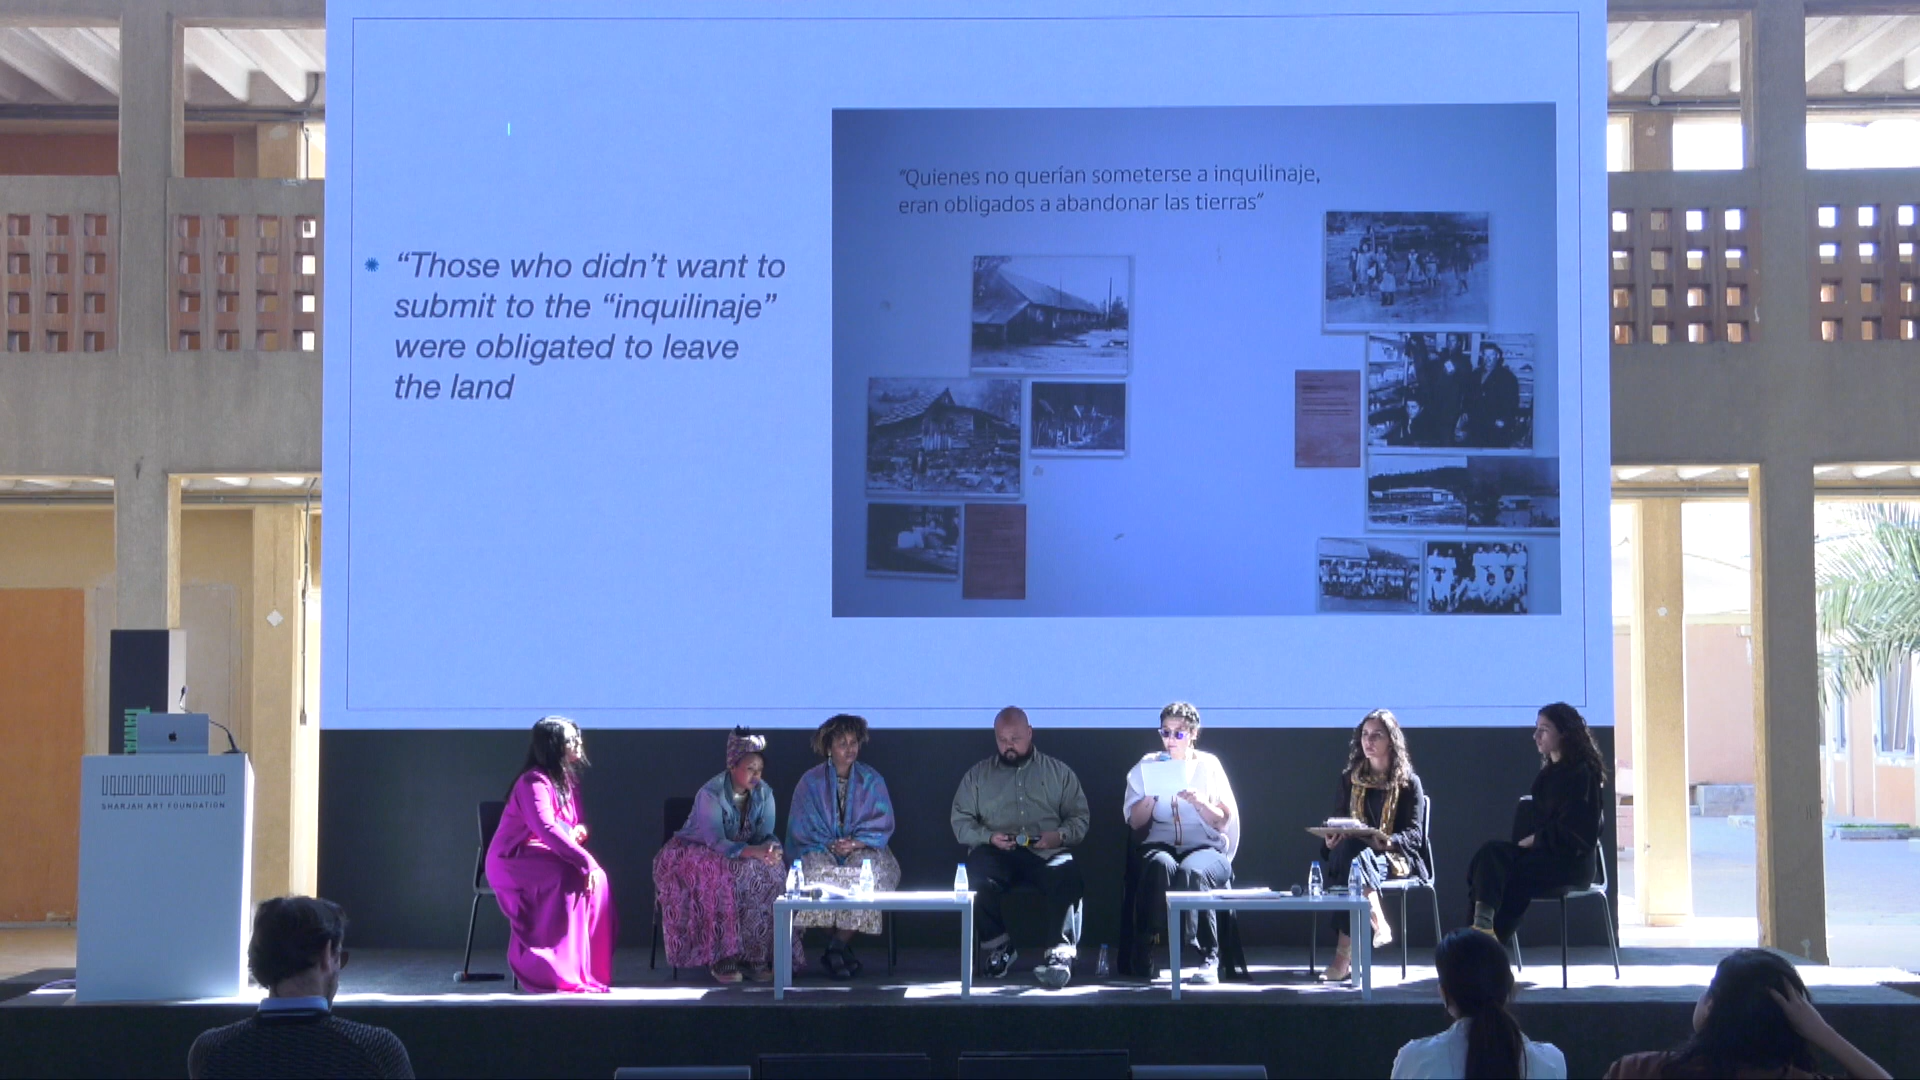 “Those who didn’t want to
submit to the “inquilinaje”
were obligated to leave
the land
“Quienes no querían someterse a inquilinaje,
eran obligados a abandonar las tierras”
SHARJAH ART FOUNDATION